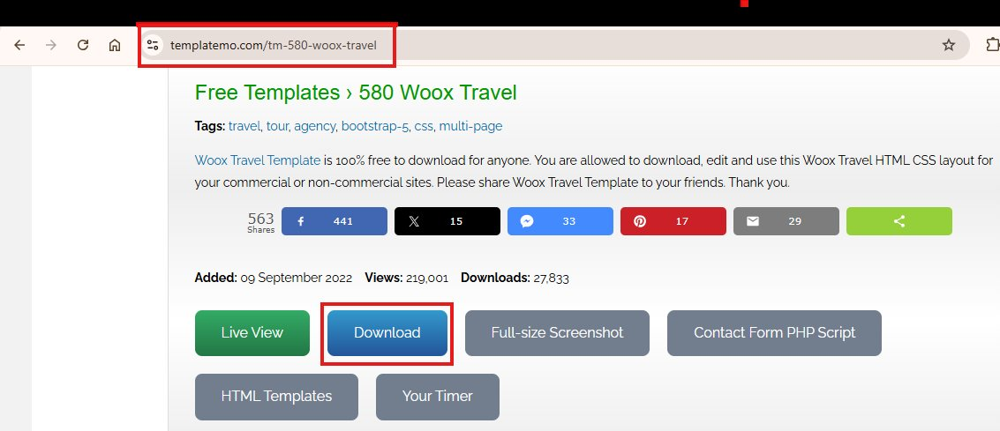 templatemo.com/tm-580-woox-travel
Free Templates › 580 Woox Travel
Tags: travel, tour, agency, bootstrap-5, css, multi-page
Woox Travel Template is 100% free to download for anyone. You are allowed to download, edit and use this Woox Travel HTML CSS layout for
your commercial or non-commercial sites. Please share Woox Travel Template to your friends. Thank you.
563 441 15 33 17 29
Shares
Added: 09 September 2022 Views: 219,001 Downloads: 27,833
Live View Download Full-size Screenshot Contact Form PHP Script
HTML Templates Your Timer